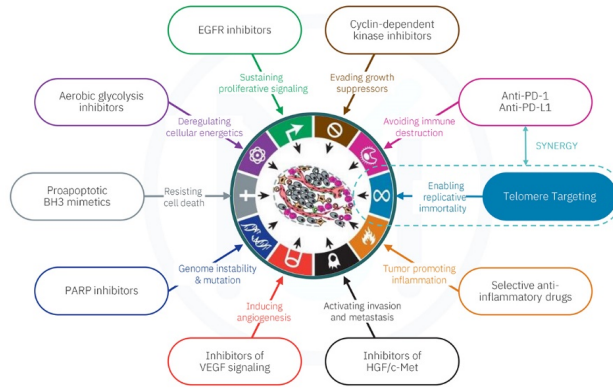 EGFR inhibitors
Cyclin-dependent
kinase inhibitors
Sustaining
proliferative signaling
Evading growth
suppressors
Aerobic glycolysis
inhibitors
Anti-PD-1
Anti-PD-L1
Deregulating
cellular energetics
Avoiding immune
destruction
SYNERGY
Proapoptotic
BH3 mimetics
Resisting
cell death
Enabling
replicative
immortality
Telomere Targeting
PARP inhibitors
Genome instability
& mutation
Tumor promoting
inflammation
Selective anti-
inflammatory drugs
Inducing
angiogenesis
Activating invasion
and metastasis
Inhibitors of
VEGF signaling
Inhibitors of
HGF/c-Met